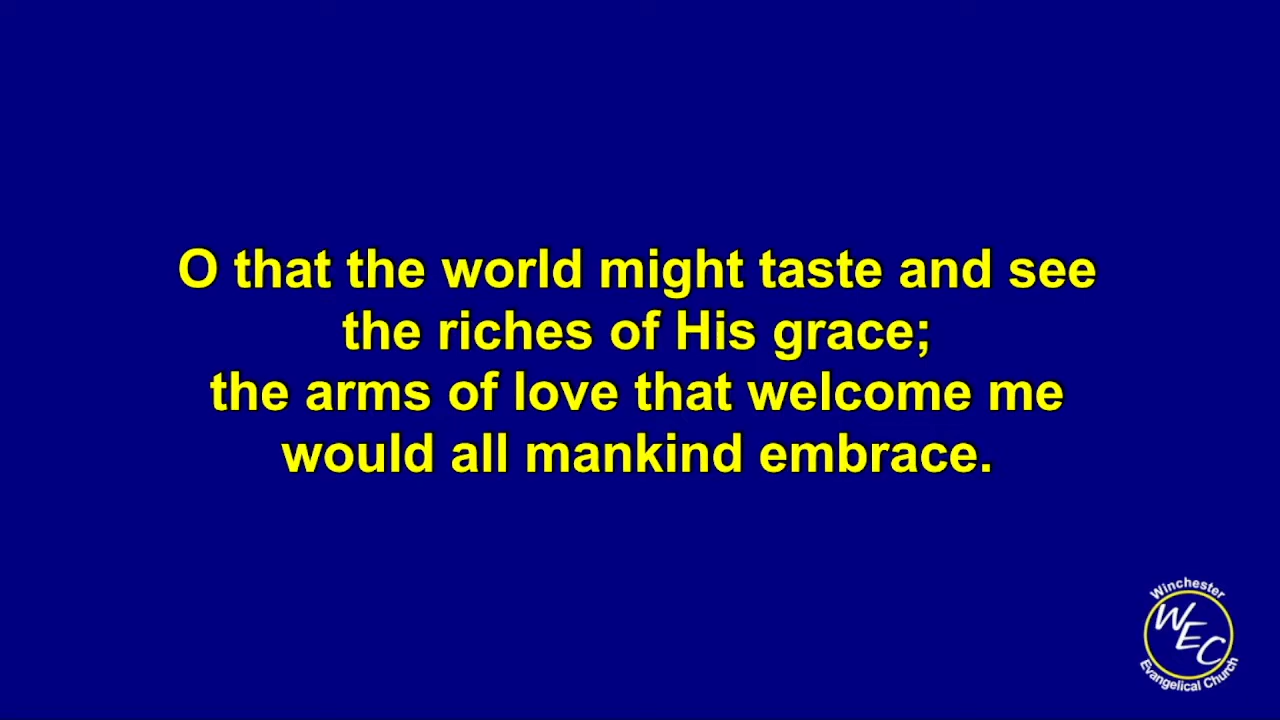 O that the world might taste and see
the riches of His grace;
the arms of love that welcome me
would all mankind embrace.
Winchester
WEC
Evangelical Church